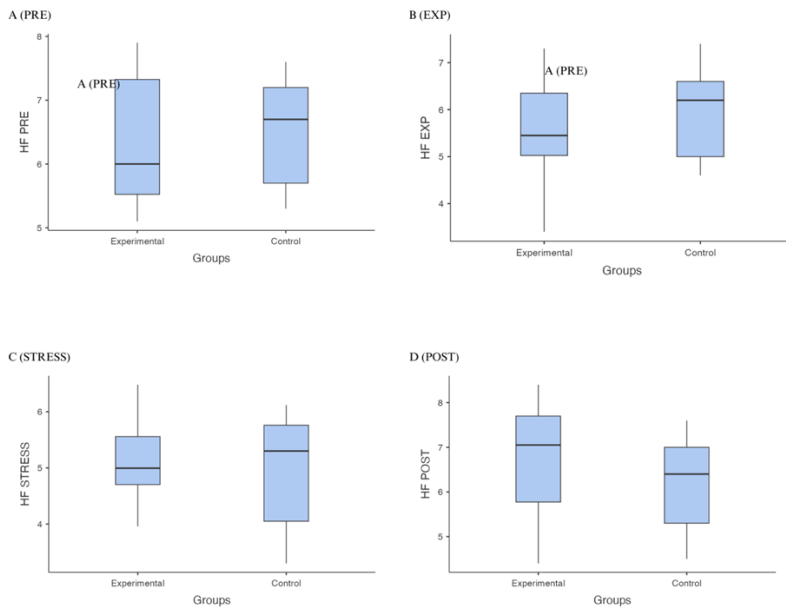 A (PRE)
8
7
6
5
HF PRE
A (PRE)
Experimental
Control
Groups
B (EXP)
7
6
5
4
HF EXP
A (PRE)
Experimental
Control
Groups
C (STRESS)
6
5
4
HF STRESS
Experimental
Control
Groups
D (POST)
8
7
6
5
HF POST
Experimental
Control
Groups